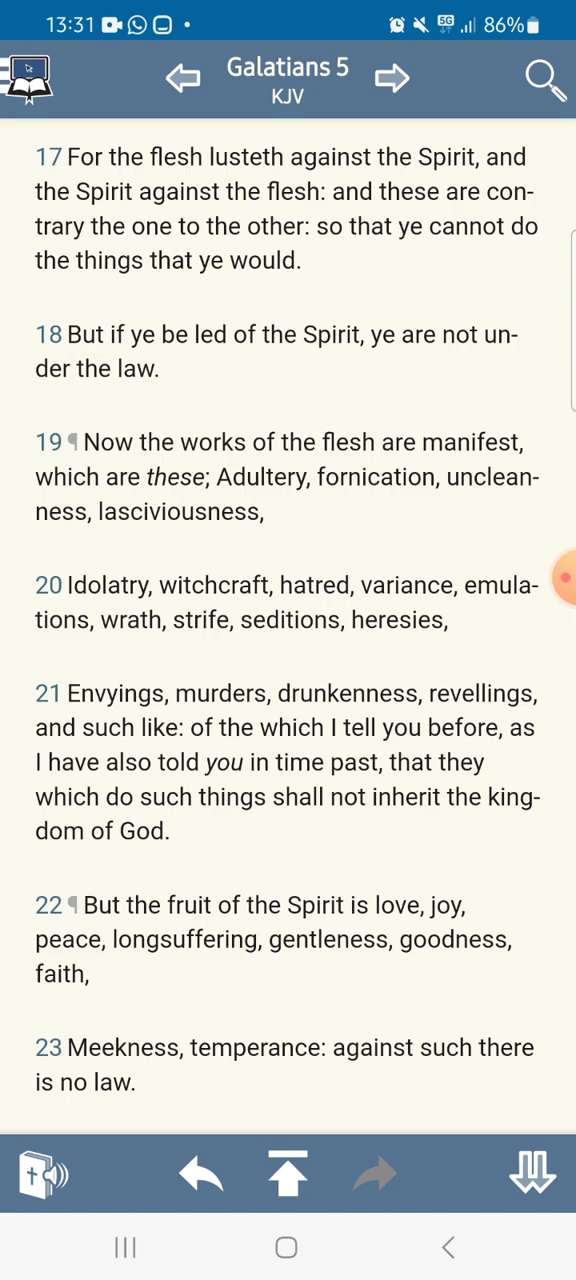 13:31
5G
86%
Galatians 5
KJV
17 For the flesh lusteth against the Spirit, and
the Spirit against the flesh: and these are con-
trary the one to the other: so that ye cannot do
the things that ye would.
18 But if ye be led of the Spirit, ye are not un-
der the law.
19 ¶ Now the works of the flesh are manifest,
which are these; Adultery, fornication, unclean-
ness, lasciviousness,
20 Idolatry, witchcraft, hatred, variance, emula-
tions, wrath, strife, seditions, heresies,
21 Envyings, murders, drunkenness, revellings,
and such like: of the which I tell you before, as
I have also told you in time past, that they
which do such things shall not inherit the king-
dom of God.
22 ¶ But the fruit of the Spirit is love, joy,
peace, longsuffering, gentleness, goodness,
faith,
23 Meekness, temperance: against such there
is no law.